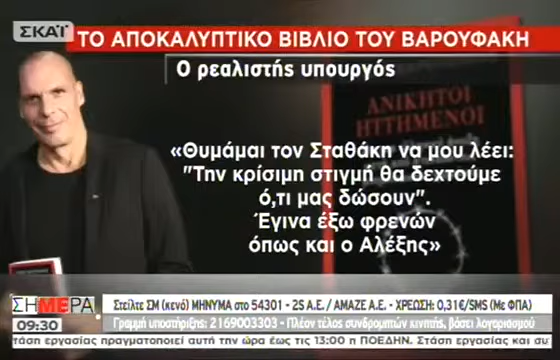 ΣΚΑΪ
ΤΟ ΑΠΟΚΑΛΥΠΤΙΚΟ ΒΙΒΛΙΟ ΤΟΥ ΒΑΡΟΥΦΑΚΗ
Ο ρεαλιστής υπουργός
ΑΝΙΚΗΤΟΙ
ΗΤΤΗΜΕΝΟΙ
«Θυμάμαι τον Σταθάκη να μου λέει:
"Την κρίσιμη στιγμή θα δεχτούμε
ό,τι μας δώσουν".
Έγινα έξω φρενών
όπως και ο Αλέξης»
ΣΗΜΕΡΑ
Στείλτε ΣΜ (κενό) ΜΗΝΥΜΑ στο 54301 - 2S A.E. / AMAZE A.E. - ΧΡΕΩΣΗ: 0,31€/SMS (Με ΦΠΑ)
09:30
Γραμμή υποστήριξης: 2169003303 - Πλέον τέλος συνδρομητών κινητής, βάσει λογαριασμού
τάση εργασίας πραγματοποιεί αυτή την ώρα έως τις 13:00 η ΠΟΕΔΗΝ. Στάση εργασίας και σ